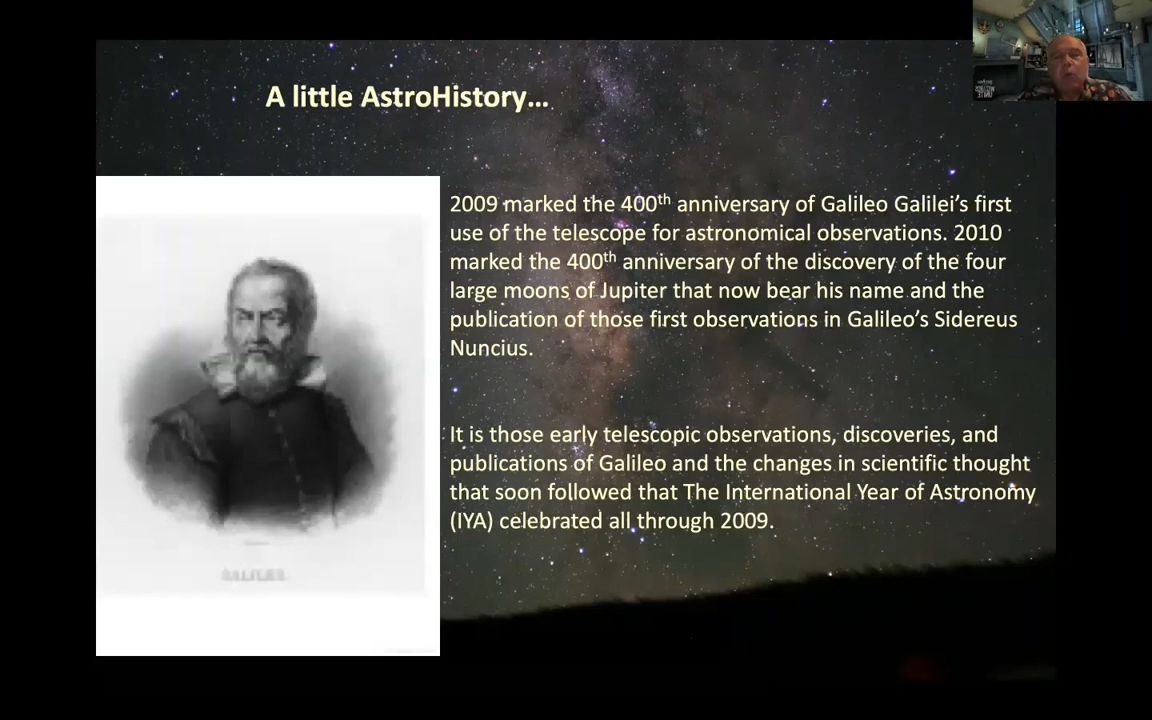 A little AstroHistory...
2009 marked the 400th anniversary of Galileo Galilei’s first
use of the telescope for astronomical observations. 2010
marked the 400th anniversary of the discovery of the four
large moons of Jupiter that now bear his name and the
publication of those first observations in Galileo’s Sidereus
Nuncius.
It is those early telescopic observations, discoveries, and
publications of Galileo and the changes in scientific thought
that soon followed that The International Year of Astronomy
(IYA) celebrated all through 2009.